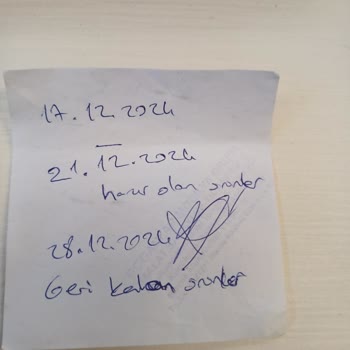 17.12.2024
21.12.2024
hazır olan ürünler
28.12.2024
Geri kalan ürünler